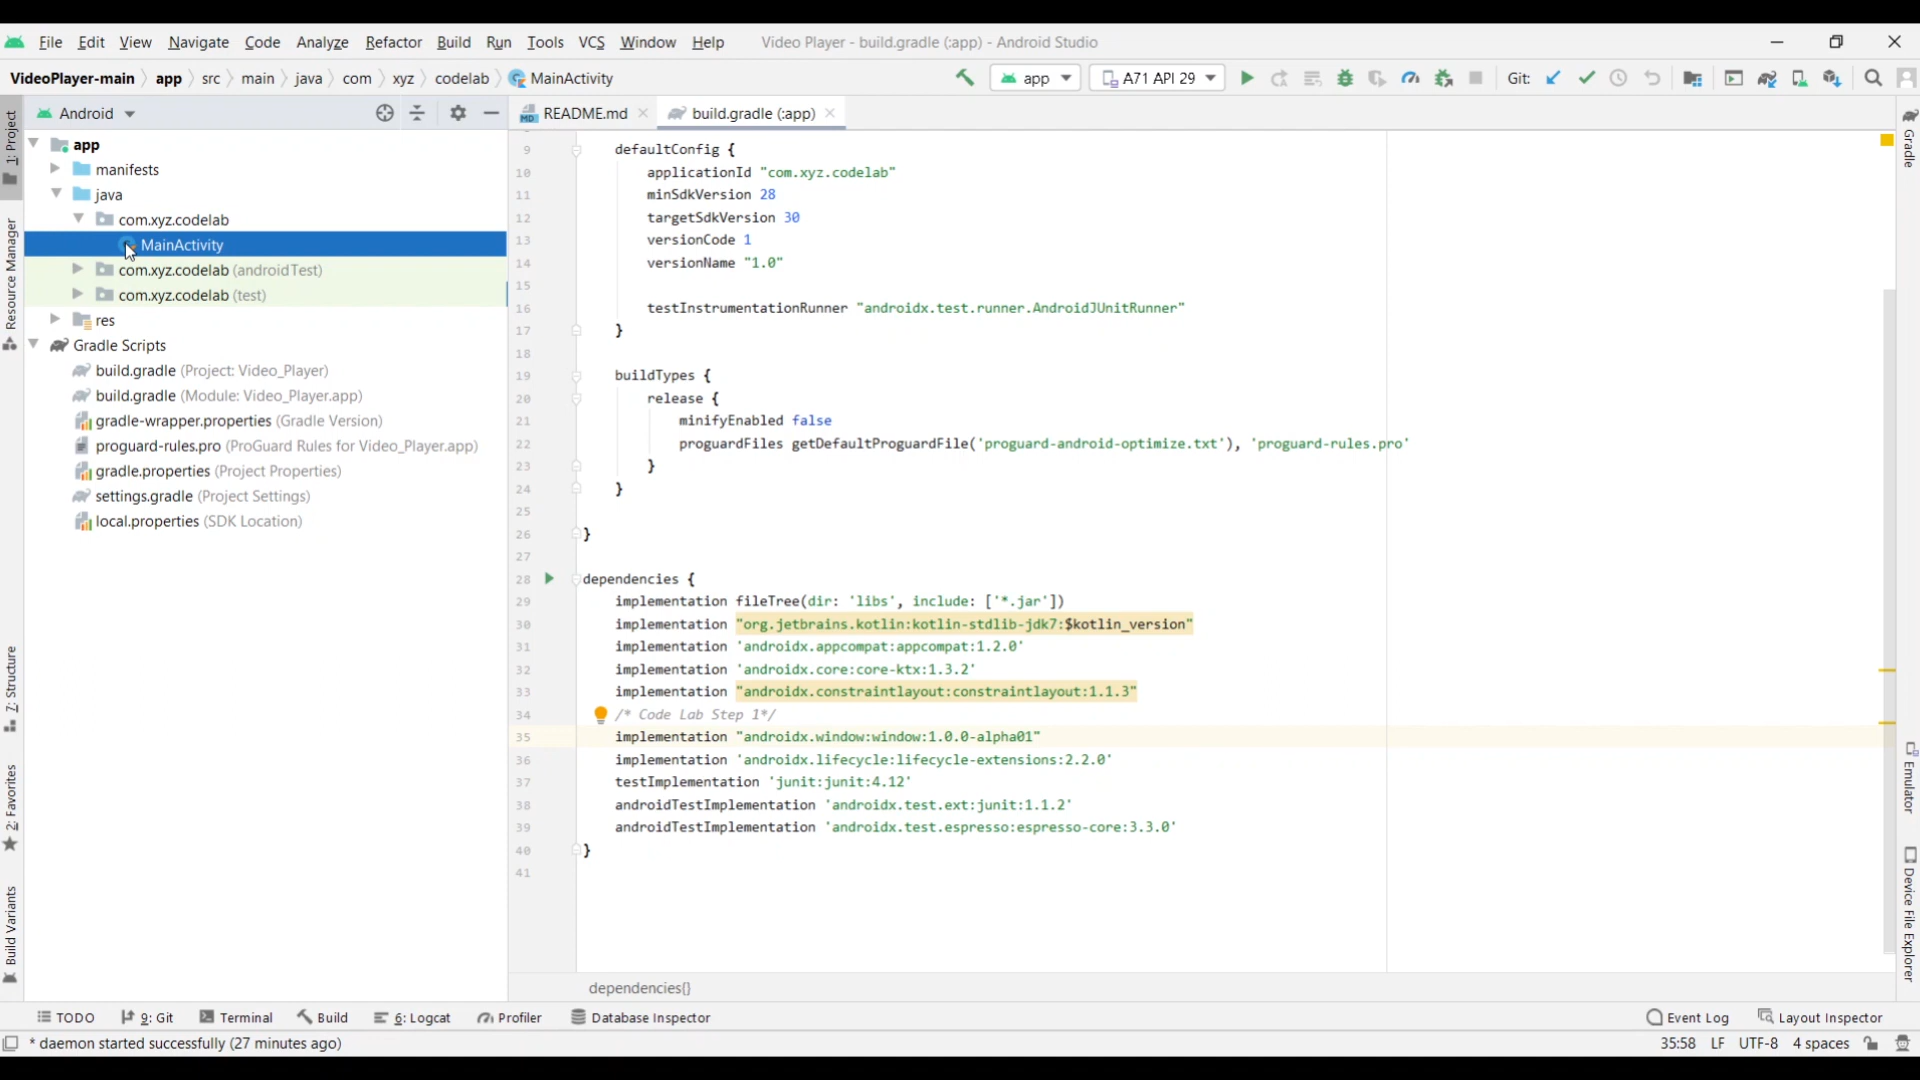 File Edit View Navigate Code Analyze Refactor Build Run Tools VCS Window Help Video Player - build.gradle (:app) - Android Studio
VideoPlayer-main app src main java com xyz codelab MainActivity app A71 API 29 Git:
Android README.md build.gradle (:app)
1: Project
Resource Manager
7: Structure
2: Favorites
Build Variants
app
manifests
java
com.xyz.codelab
MainActivity
com.xyz.codelab (androidTest)
com.xyz.codelab (test)
res
Gradle Scripts
build.gradle (Project: Video_Player)
build.gradle (Module: Video_Player.app)
gradle-wrapper.properties (Gradle Version)
proguard-rules.pro (ProGuard Rules for Video_Player.app)
gradle.properties (Project Properties)
settings.gradle (Project Settings)
local.properties (SDK Location)
9 defaultConfig {
10 applicationId "com.xyz.codelab"
11 minSdkVersion 28
12 targetSdkVersion 30
13 versionCode 1
14 versionName "1.0"
15
16 testInstrumentationRunner "androidx.test.runner.AndroidJUnitRunner"
17 }
18
19 buildTypes {
20 release {
21 minifyEnabled false
22 proguardFiles getDefaultProguardFile('proguard-android-optimize.txt'), 'proguard-rules.pro'
23 }
24 }
25
26 }
27
28 dependencies {
29 implementation fileTree(dir: 'libs', include: ['*.jar'])
30 implementation "org.jetbrains.kotlin:kotlin-stdlib-jdk7:$kotlin_version"
31 implementation 'androidx.appcompat:appcompat:1.2.0'
32 implementation 'androidx.core:core-ktx:1.3.2'
33 implementation "androidx.constraintlayout:constraintlayout:1.1.3"
34 /* Code Lab Step 1*/
35 implementation "androidx.window:window:1.0.0-alpha01"
36 implementation 'androidx.lifecycle:lifecycle-extensions:2.2.0'
37 testImplementation 'junit:junit:4.12'
38 androidTestImplementation 'androidx.test.ext:junit:1.1.2'
39 androidTestImplementation 'androidx.test.espresso:espresso-core:3.3.0'
40 }
41
dependencies{}
Gradle
Emulator
Device File Explorer
TODO 9: Git Terminal Build 6: Logcat Profiler Database Inspector Event Log Layout Inspector
* daemon started successfully (27 minutes ago) 35:58 LF UTF-8 4 spaces